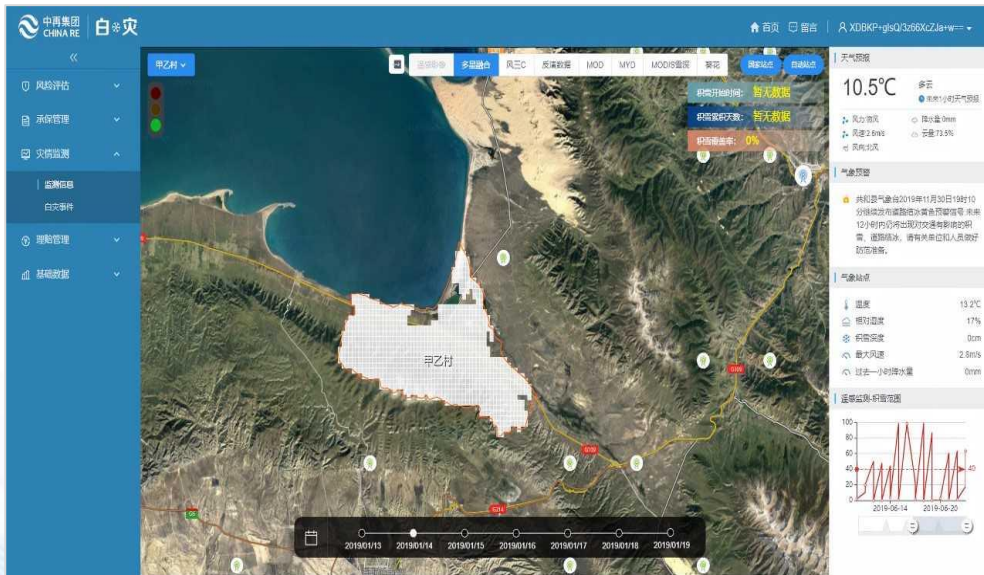 中再集团
CHINA RE
白灾
首页
留言
XDBKP+glsQ/3z66XcZJa+w==
风险评估
承保管理
灾情监测
监测信息
白灾事件
理赔管理
基础数据
甲乙村
多层融合
风三C
反演数据
MOD
MYD
MODIS雪深
葵花
国家站点
自动站点
积雪开始时间： 暂无数据
积雪累积天数： 暂无数据
积雪覆盖率： 0%
甲乙村
G109
G109
G214
2019/01/13
2019/01/14
2019/01/15
2019/01/16
2019/01/17
2019/01/18
2019/01/19
天气预报
10.5℃
多云
未来1小时天气预报
风力:微风
降水量:0mm
风速:2.6m/s
云量:73.5%
风向:北风
气象预警
共和县气象台2019年11月30日19时10
分继续发布道路结冰黄色预警信号 未来
12小时内仍将出现对交通有影响的积
雪、道路结冰，请有关单位和人员做好
防范准备。
气象站点
温度 13.2℃
相对湿度 17%
积雪深度 0cm
最大风速 2.8m/s
过去一小时降水量 0mm
遥感监测-积雪范围
100
80
60
40
20
0
40
2019-06-14
2019-06-20